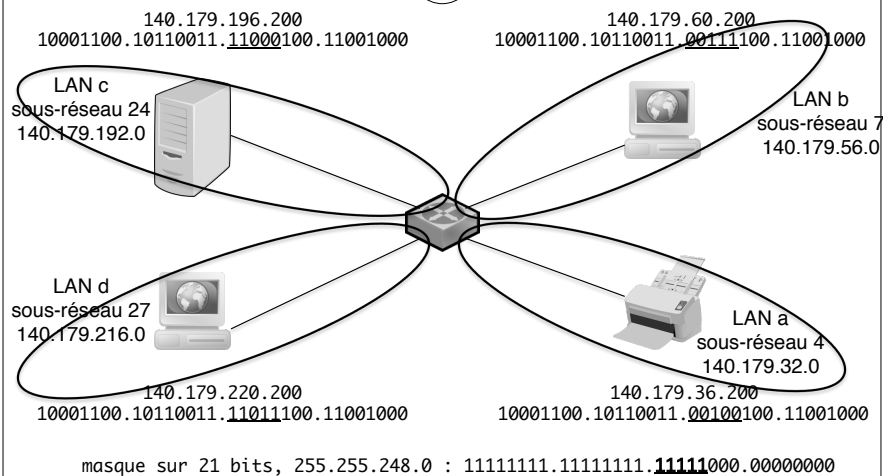 140.179.196.200
10001100.10110011.11000100.11001000
140.179.60.200
10001100.10110011.00111100.11001000
LAN c
sous-réseau 24
140.179.192.0
LAN b
sous-réseau 7
140.179.56.0
LAN d
sous-réseau 27
140.179.216.0
LAN a
sous-réseau 4
140.179.32.0
140.179.220.200
10001100.10110011.11011100.11001000
140.179.36.200
10001100.10110011.00100100.11001000
masque sur 21 bits, 255.255.248.0 : 11111111.11111111.11111000.00000000